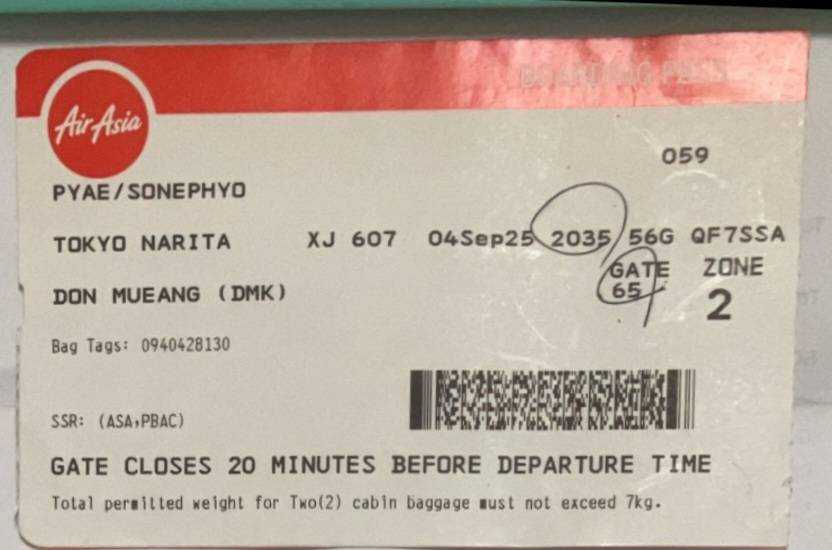 BOARDING PASS
AirAsia
059
PYAE/SONEPHYO
TOKYO NARITA XJ 607 04Sep25 2035 56G QF7SSA
GATE ZONE
DON MUEANG (DMK) 65 2
Bag Tags: 0940428130
SSR: (ASA,PBAC)
GATE CLOSES 20 MINUTES BEFORE DEPARTURE TIME
Total permitted weight for Two(2) cabin baggage must not exceed 7kg.